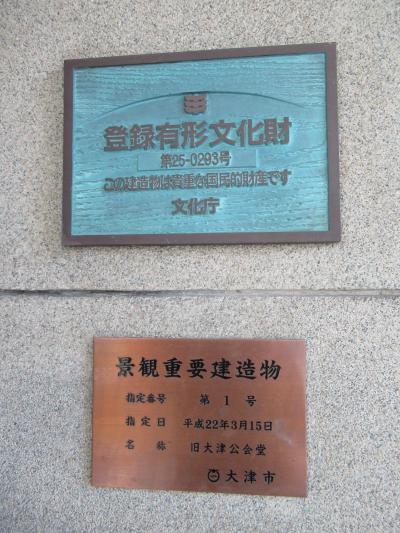 登録有形文化財
第25-0293号
この建造物は貴重な国民的財産です
文化庁
景観重要建造物
指定番号 第1号
指定日 平成22年3月15日
名称 旧大津公会堂
大津市